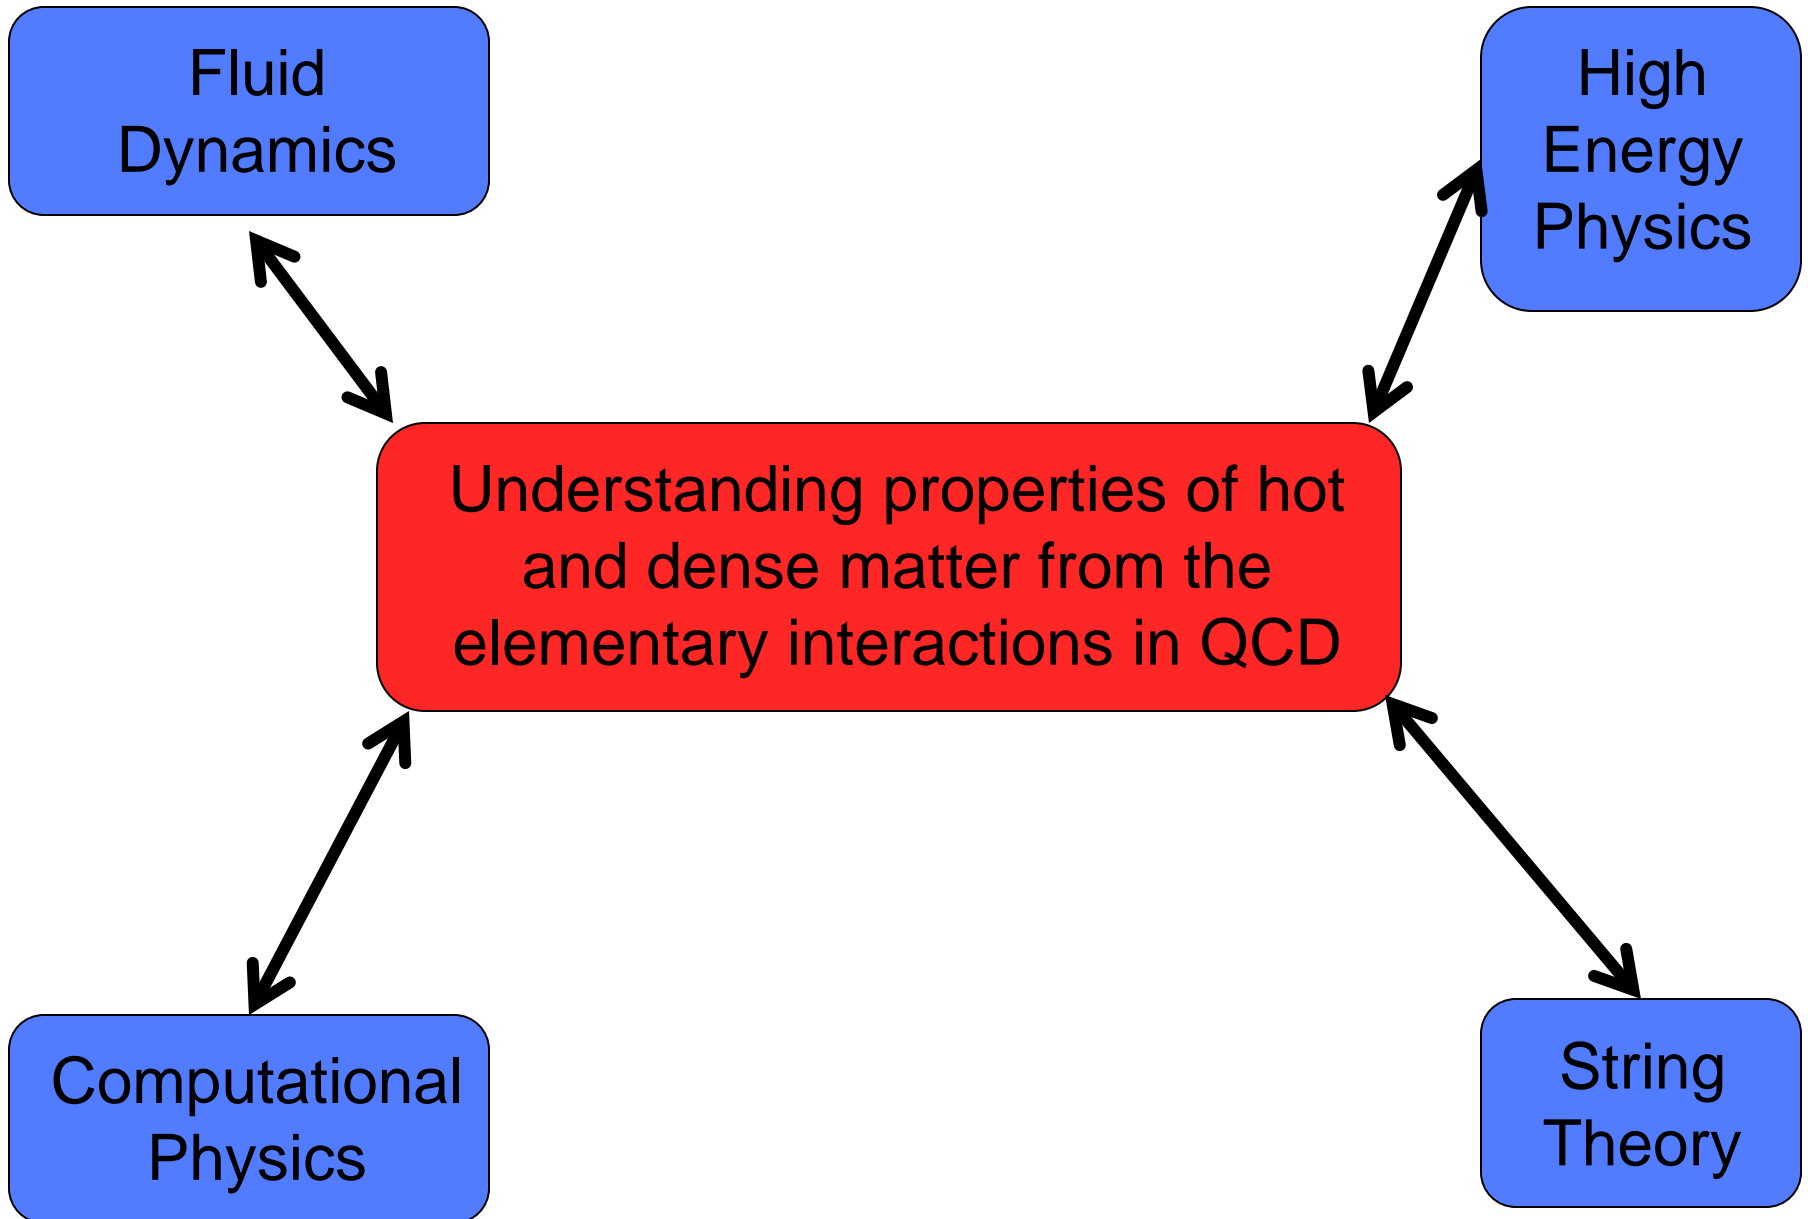 Fluid
Dynamics
High
Energy
Physics
Understanding properties of hot
and dense matter from the
elementary interactions in QCD
Computational
Physics
String
Theory